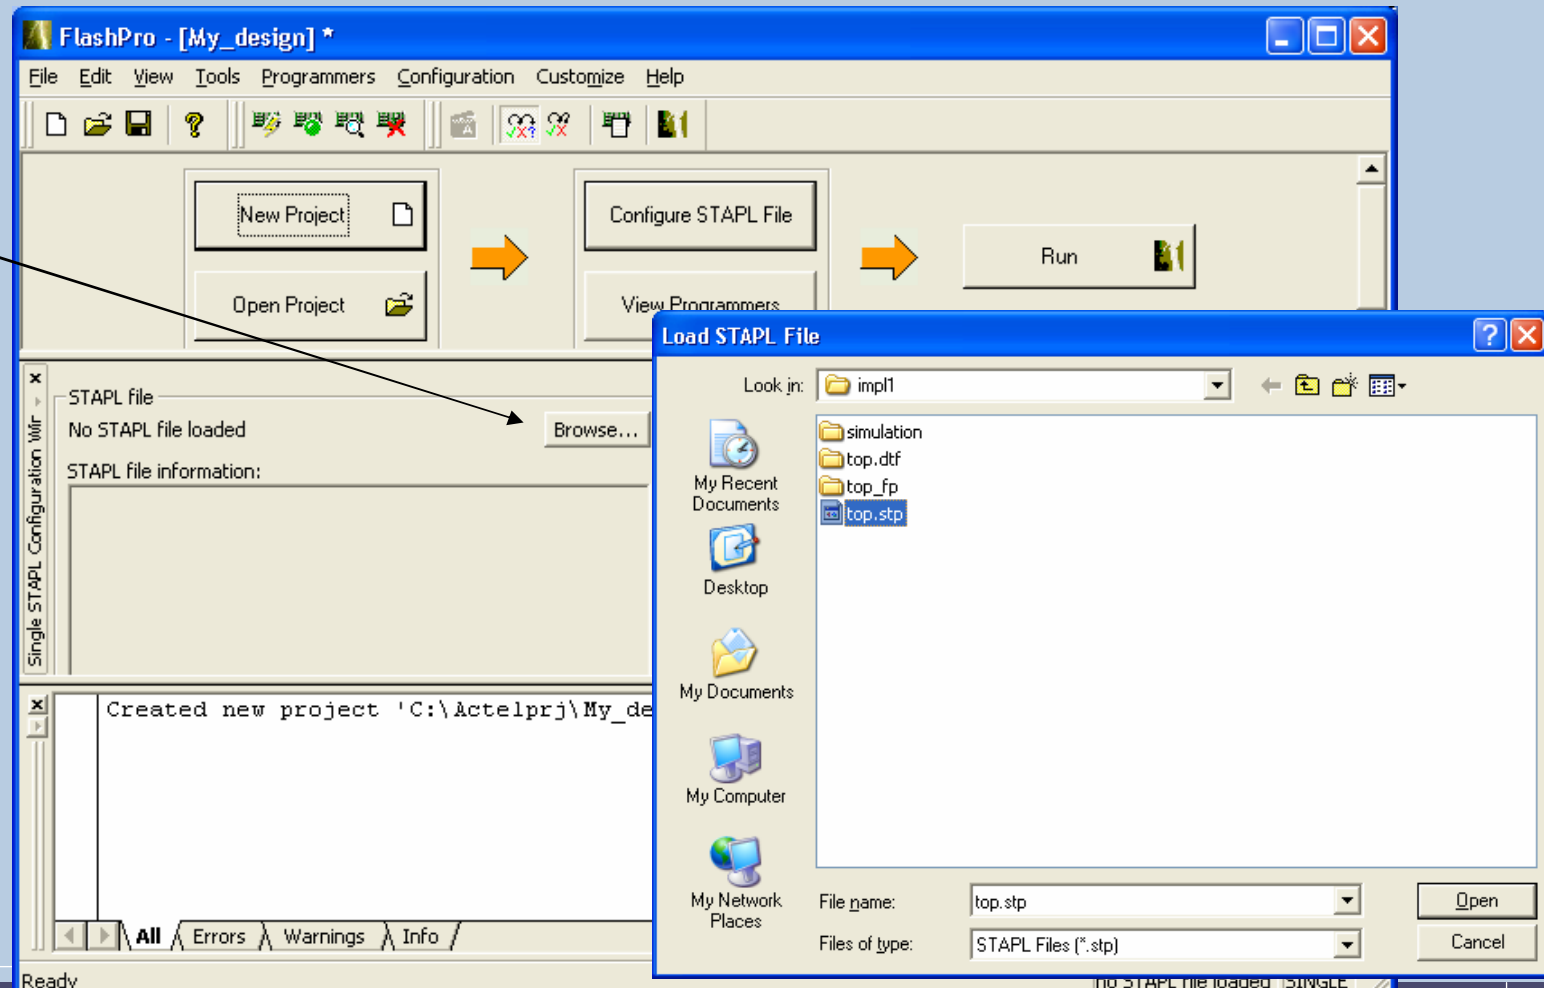 FlashPro - [My_design] *
File Edit View Tools Programmers Configuration Customize Help
New Project
Configure STAPL File
Run
Open Project
View Programmers
Load STAPL File
Look in: impl1
STAPL file
No STAPL file loaded
Browse...
STAPL file information:
Single STAPL Configuration Wir
simulation
top.dtf
top_fp
top.stp
My Recent
Documents
Desktop
My Documents
My Computer
My Network
Places
Created new project 'C:\Actelprj\My_de
File name: top.stp Open
Files of type: STAPL Files (*.stp) Cancel
All Errors Warnings Info
Ready
no STAPL file loaded SINGLE